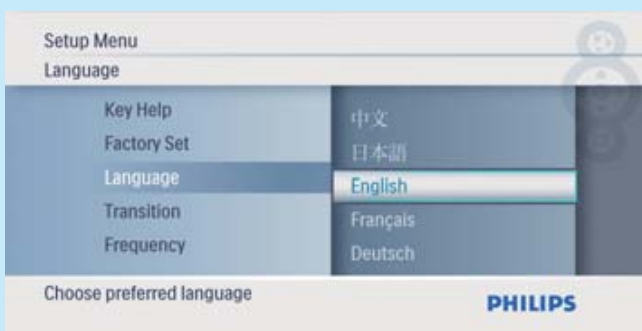 Setup Menu
Language
Key Help
Factory Set
Language
Transition
Frequency
中文
日本語
English
Français
Deutsch
Choose preferred language
PHILIPS